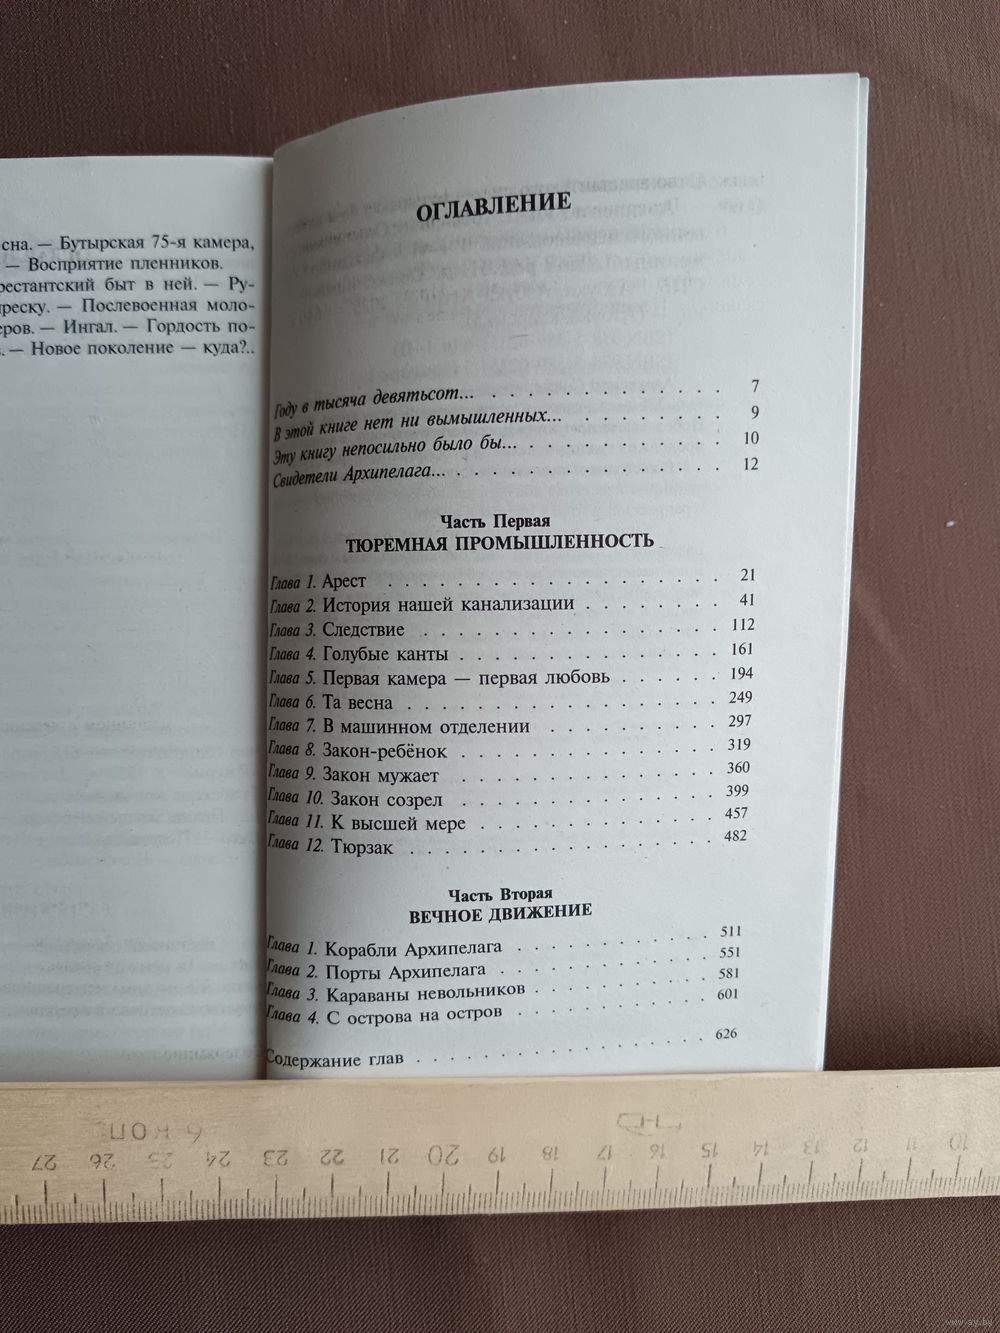 сна. — Бутырская 75-я камера,
— Восприятие пленников.
рестантский быт в ней. — Ру-
преску. — Послевоенная моло-
еров. — Ингал. — Гордость по-
. — Новое поколение — куда?..
ОГЛАВЛЕНИЕ
Году в тысяча девятьсот... 7
В этой книге нет ни вымышленных... 9
Эту книгу непосильно было бы... 10
Свидетели Архипелага... 12
Часть Первая
ТЮРЕМНАЯ ПРОМЫШЛЕННОСТЬ
Глава 1. Арест 21
Глава 2. История нашей канализации 41
Глава 3. Следствие 112
Глава 4. Голубые канты 161
Глава 5. Первая камера — первая любовь 194
Глава 6. Та весна 249
Глава 7. В машинном отделении 297
Глава 8. Закон-ребёнок 319
Глава 9. Закон мужает 360
Глава 10. Закон созрел 399
Глава 11. К высшей мере 457
Глава 12. Тюрзак 482
Часть Вторая
ВЕЧНОЕ ДВИЖЕНИЕ
Глава 1. Корабли Архипелага 511
Глава 2. Порты Архипелага 551
Глава 3. Караваны невольников 581
Глава 4. С острова на остров 601
Содержание глав 626
6 коп
27 26 25 24 23 22 21 20 19 18 17 16 15 14 13 12 11 10
www.ay.by